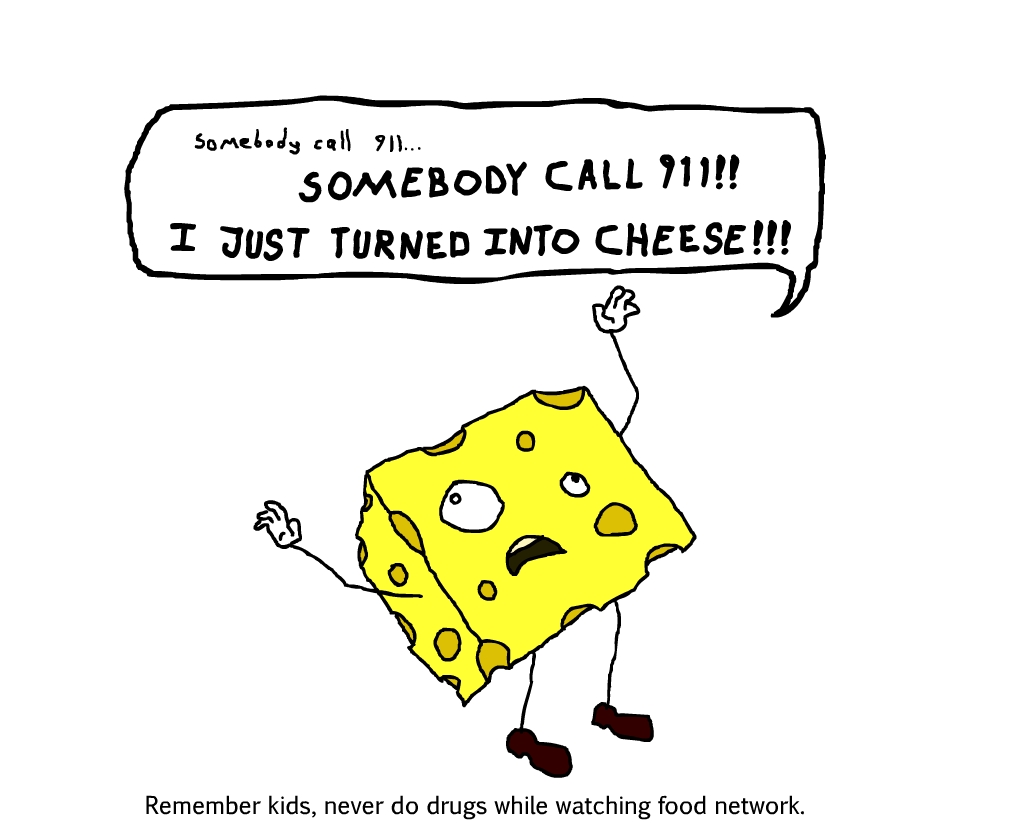 somebody call 911...
SOMEBODY CALL 911!!
I JUST TURNED INTO CHEESE!!!
Remember kids, never do drugs while watching food network.